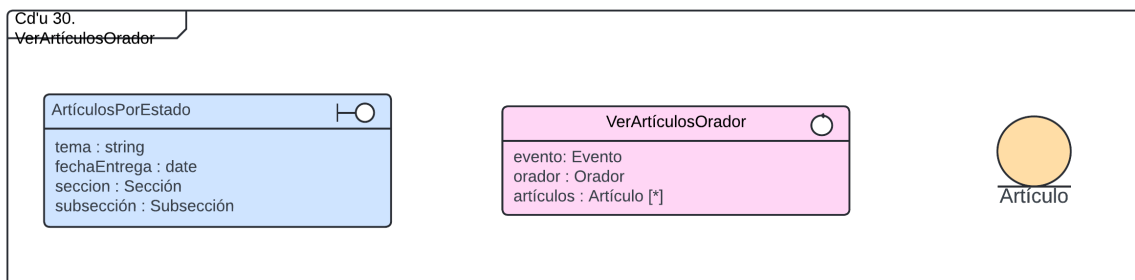 Cd'u 30.
VerArtículosOrador
ArtículosPorEstado
tema : string
fechaEntrega : date
seccion : Sección
subsección : Subsección
VerArtículosOrador
evento: Evento
orador : Orador
artículos : Artículo [*]
Artículo